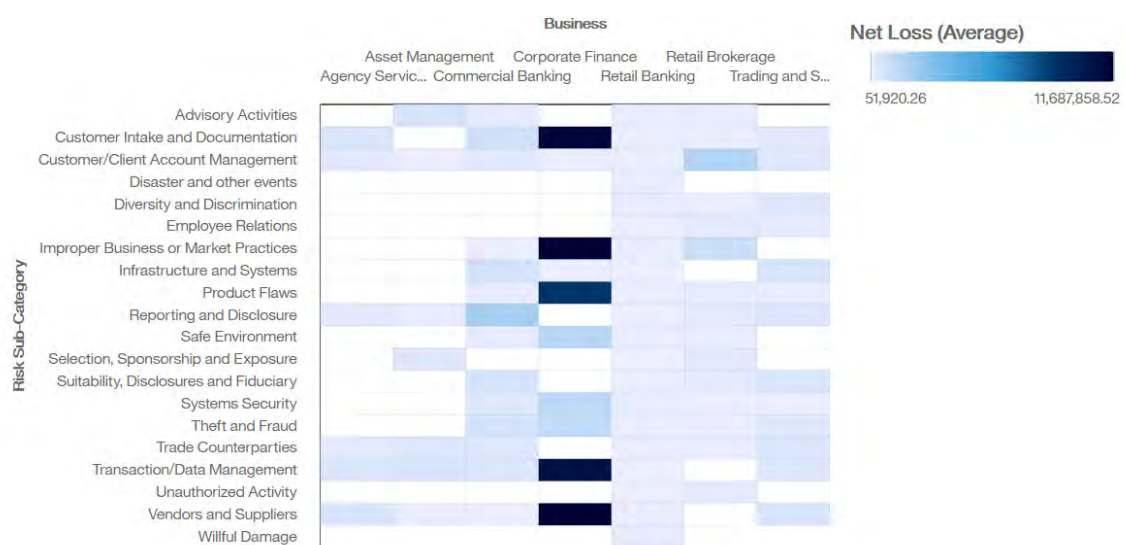 Business
Asset Management Corporate Finance Retail Brokerage
Agency Servic... Commercial Banking Retail Banking Trading and S...
Net Loss (Average)
51,920.26 11,687,858.52
Risk Sub-Category
Advisory Activities
Customer Intake and Documentation
Customer/Client Account Management
Disaster and other events
Diversity and Discrimination
Employee Relations
Improper Business or Market Practices
Infrastructure and Systems
Product Flaws
Reporting and Disclosure
Safe Environment
Selection, Sponsorship and Exposure
Suitability, Disclosures and Fiduciary
Systems Security
Theft and Fraud
Trade Counterparties
Transaction/Data Management
Unauthorized Activity
Vendors and Suppliers
Willful Damage